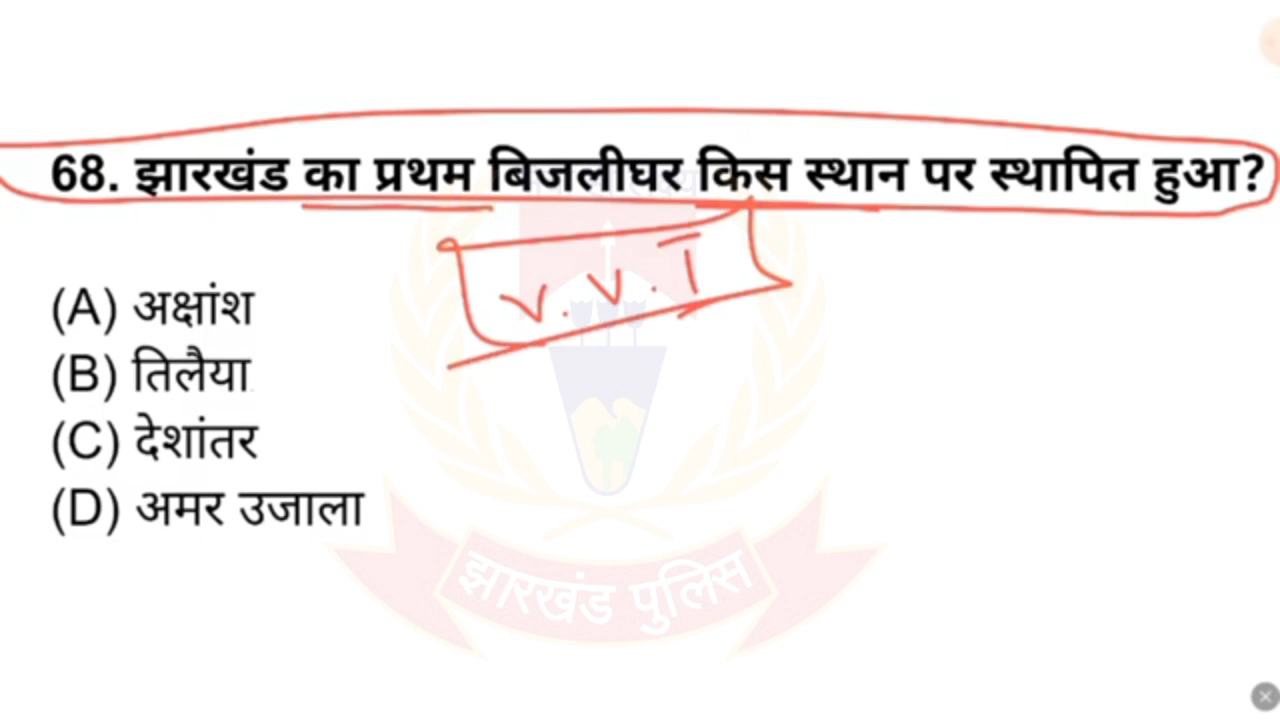 68. झारखंड का प्रथम बिजलीघर किस स्थान पर स्थापित हुआ?
V.V.I
(A) अक्षांश
(B) तिलैया
(C) देशांतर
(D) अमर उजाला
झारखंड पुलिस